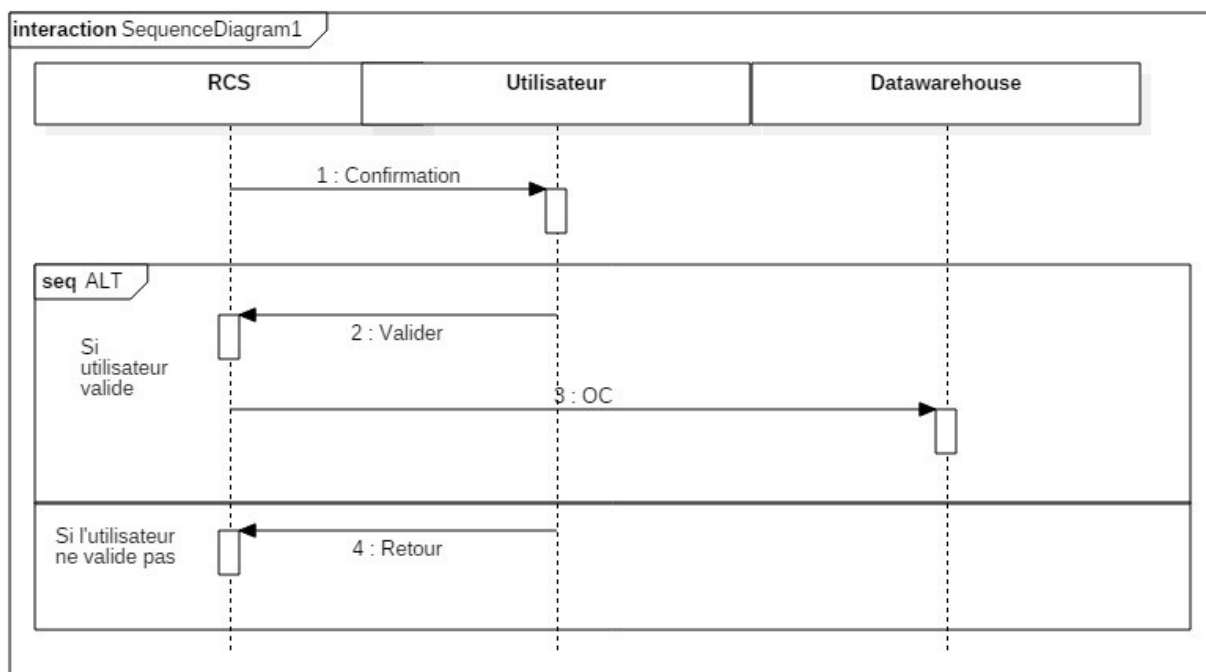 interaction SequenceDiagram1
RCS
Utilisateur
Datawarehouse
1 : Confirmation
seq ALT
2 : Valider
Si
utilisateur
valide
3 : OC
Si l'utilisateur
ne valide pas
4 : Retour